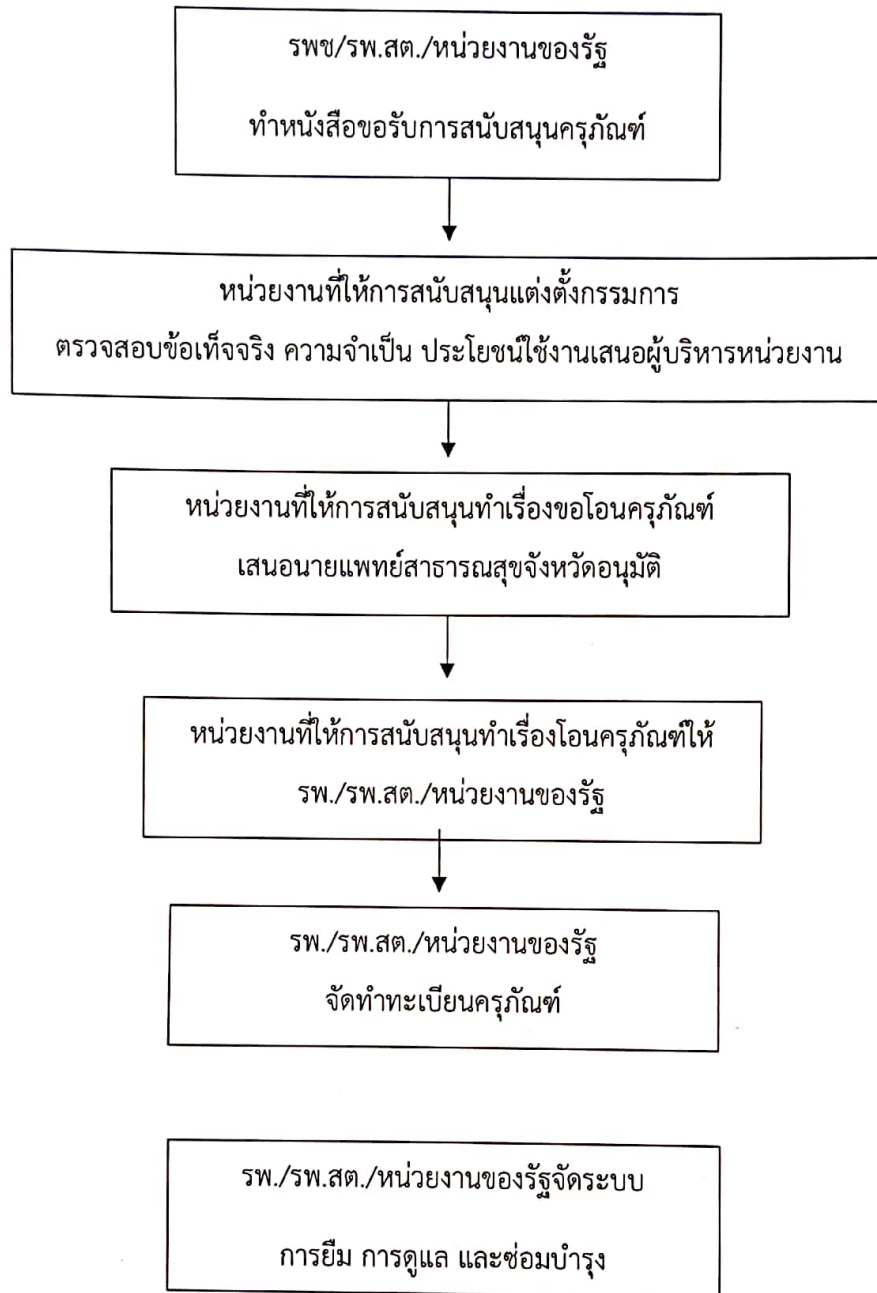 รพช/รพ.สต./หน่วยงานของรัฐ
ทำหนังสือขอรับการสนับสนุนครุภัณฑ์
หน่วยงานที่ให้การสนับสนุนแต่งตั้งกรรมการ
ตรวจสอบข้อเท็จจริง ความจำเป็น ประโยชน์ใช้งานเสนอผู้บริหารหน่วยงาน
หน่วยงานที่ให้การสนับสนุนทำเรื่องขอโอนครุภัณฑ์
เสนอนายแพทย์สาธารณสุขจังหวัดอนุมัติ
หน่วยงานที่ให้การสนับสนุนทำเรื่องโอนครุภัณฑ์ให้
รพ./รพ.สต./หน่วยงานของรัฐ
รพ./รพ.สต./หน่วยงานของรัฐ
จัดทำทะเบียนครุภัณฑ์
รพ./รพ.สต./หน่วยงานของรัฐจัดระบบ
การยืม การดูแล และซ่อมบำรุง